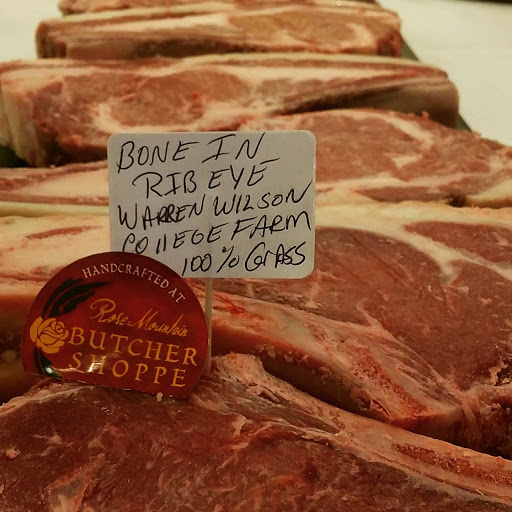 BONE IN
RIB EYE
WARREN WILSON
COllEGE FARM
100% GRASS
HANDCRAFTED AT
Rose Mountain
BUTCHER
SHOPPE